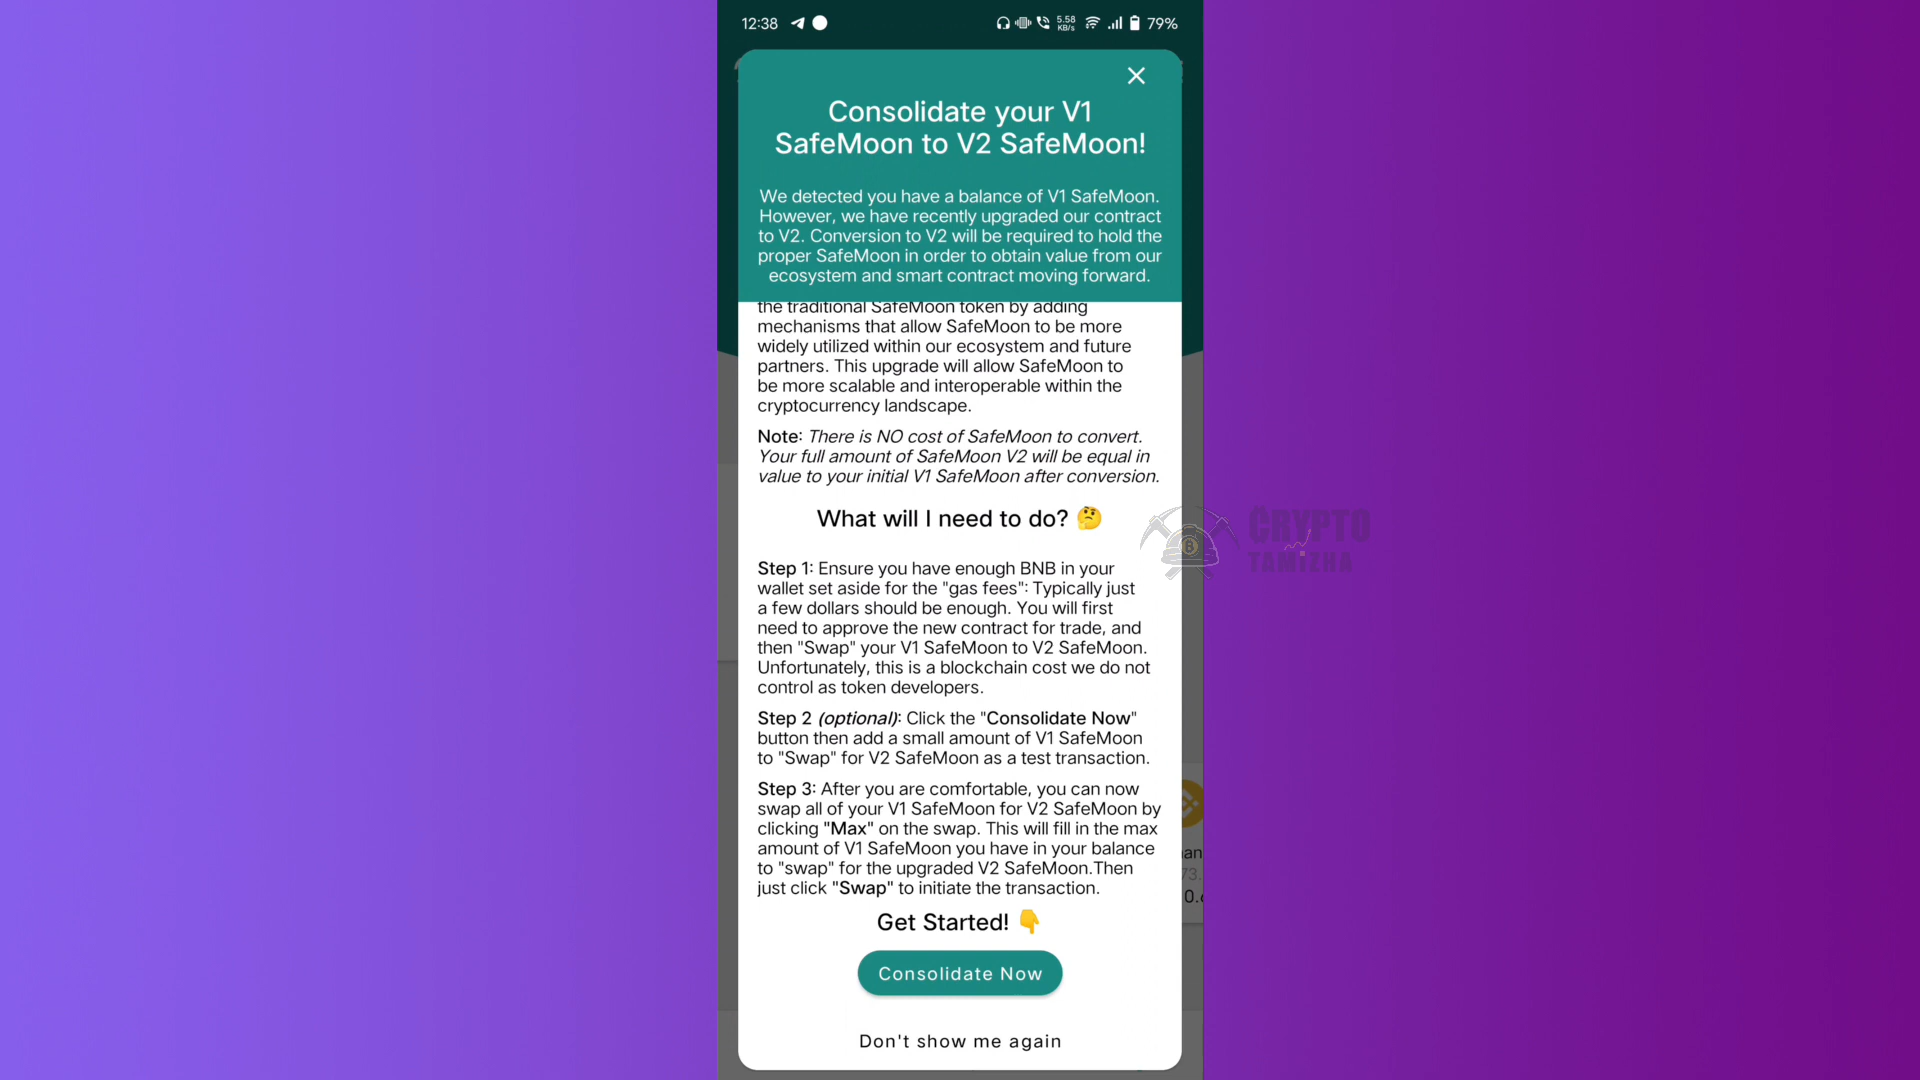 12:38
5.58
KB/s
79%
Consolidate your V1
SafeMoon to V2 SafeMoon!
We detected you have a balance of V1 SafeMoon.
However, we have recently upgraded our contract
to V2. Conversion to V2 will be required to hold the
proper SafeMoon in order to obtain value from our
ecosystem and smart contract moving forward.
the traditional SafeMoon token by adding
mechanisms that allow SafeMoon to be more
widely utilized within our ecosystem and future
partners. This upgrade will allow SafeMoon to
be more scalable and interoperable within the
cryptocurrency landscape.
Note: There is NO cost of SafeMoon to convert.
Your full amount of SafeMoon V2 will be equal in
value to your initial V1 SafeMoon after conversion.
What will I need to do? 🤔
CRYPTO
TAMIZHA
Step 1: Ensure you have enough BNB in your
wallet set aside for the "gas fees": Typically just
a few dollars should be enough. You will first
need to approve the new contract for trade, and
then "Swap" your V1 SafeMoon to V2 SafeMoon.
Unfortunately, this is a blockchain cost we do not
control as token developers.
Step 2 (optional): Click the "Consolidate Now"
button then add a small amount of V1 SafeMoon
to "Swap" for V2 SafeMoon as a test transaction.
Step 3: After you are comfortable, you can now
swap all of your V1 SafeMoon for V2 SafeMoon by
clicking "Max" on the swap. This will fill in the max
amount of V1 SafeMoon you have in your balance
to "swap" for the upgraded V2 SafeMoon.Then
just click "Swap" to initiate the transaction.
Get Started! 👇
Consolidate Now
Don't show me again